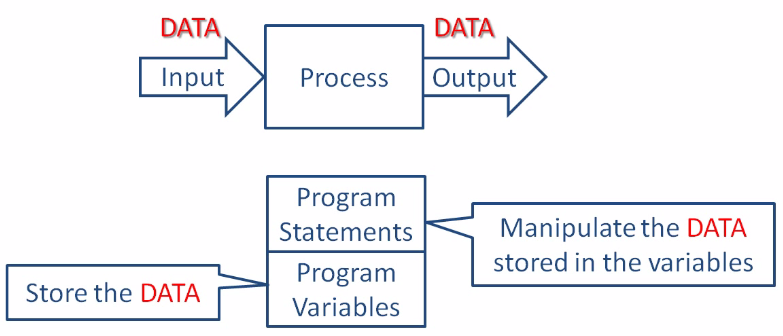 DATA
DATA
Input
Process
Output
Program
Statements
Manipulate the DATA
stored in the variables
Store the DATA
Program
Variables